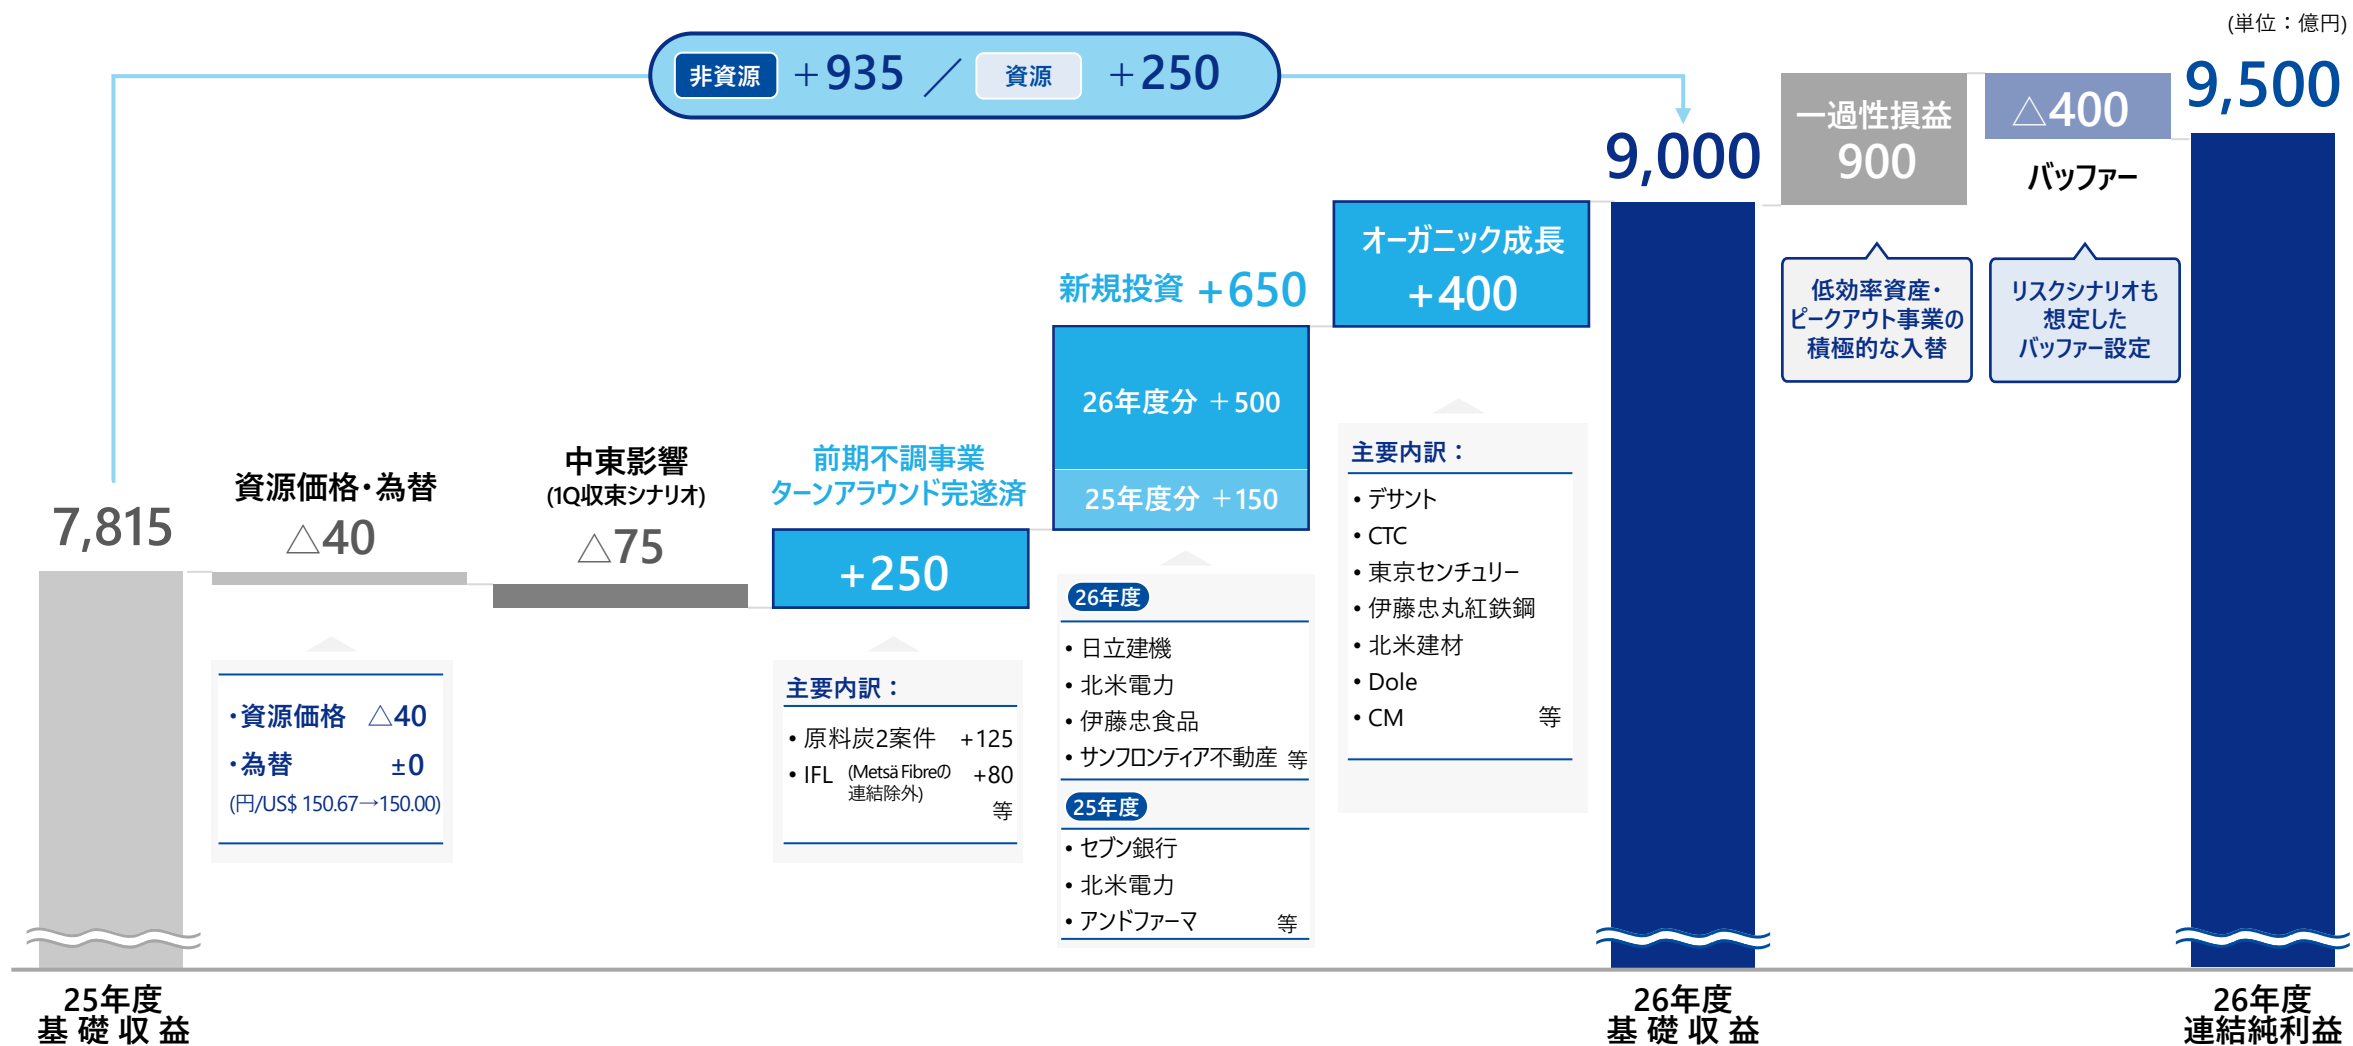 (単位：億円)
非資源 ＋935 ／ 資源 ＋250
7,815
資源価格・為替
△40
・資源価格 △40
・為替 ±0
(円/US$ 150.67→150.00)
中東影響
(1Q収束シナリオ)
△75
前期不調事業
ターンアラウンド完遂済
+250
主要内訳：
• 原料炭2案件 +125
• IFL (Metsä Fibreの
連結除外) +80
等
新規投資 +650
26年度分 ＋500
25年度分 ＋150
26年度
• 日立建機
• 北米電力
• 伊藤忠食品
• サンフロンティア不動産 等
25年度
• セブン銀行
• 北米電力
• アンドファーマ 等
オーガニック成長
+400
主要内訳：
• デサント
• CTC
• 東京センチュリー
• 伊藤忠丸紅鉄鋼
• 北米建材
• Dole
• CM 等
9,000
一過性損益
900
低効率資産・
ピークアウト事業の
積極的な入替
△400
バッファー
リスクシナリオも
想定した
バッファー設定
9,500
25年度
基礎収益
26年度
基礎収益
26年度
連結純利益